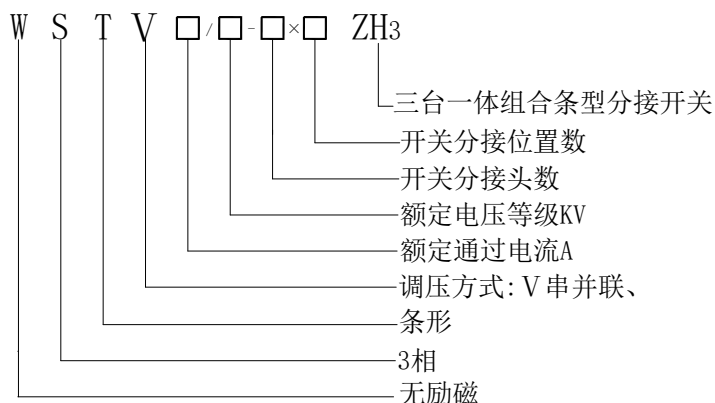 W S T V □/□-□×□ ZH3
三台一体组合条型分接开关
开关分接位置数
开关分接头数
额定电压等级KV
额定通过电流A
调压方式:V串并联、
条形
3相
无励磁